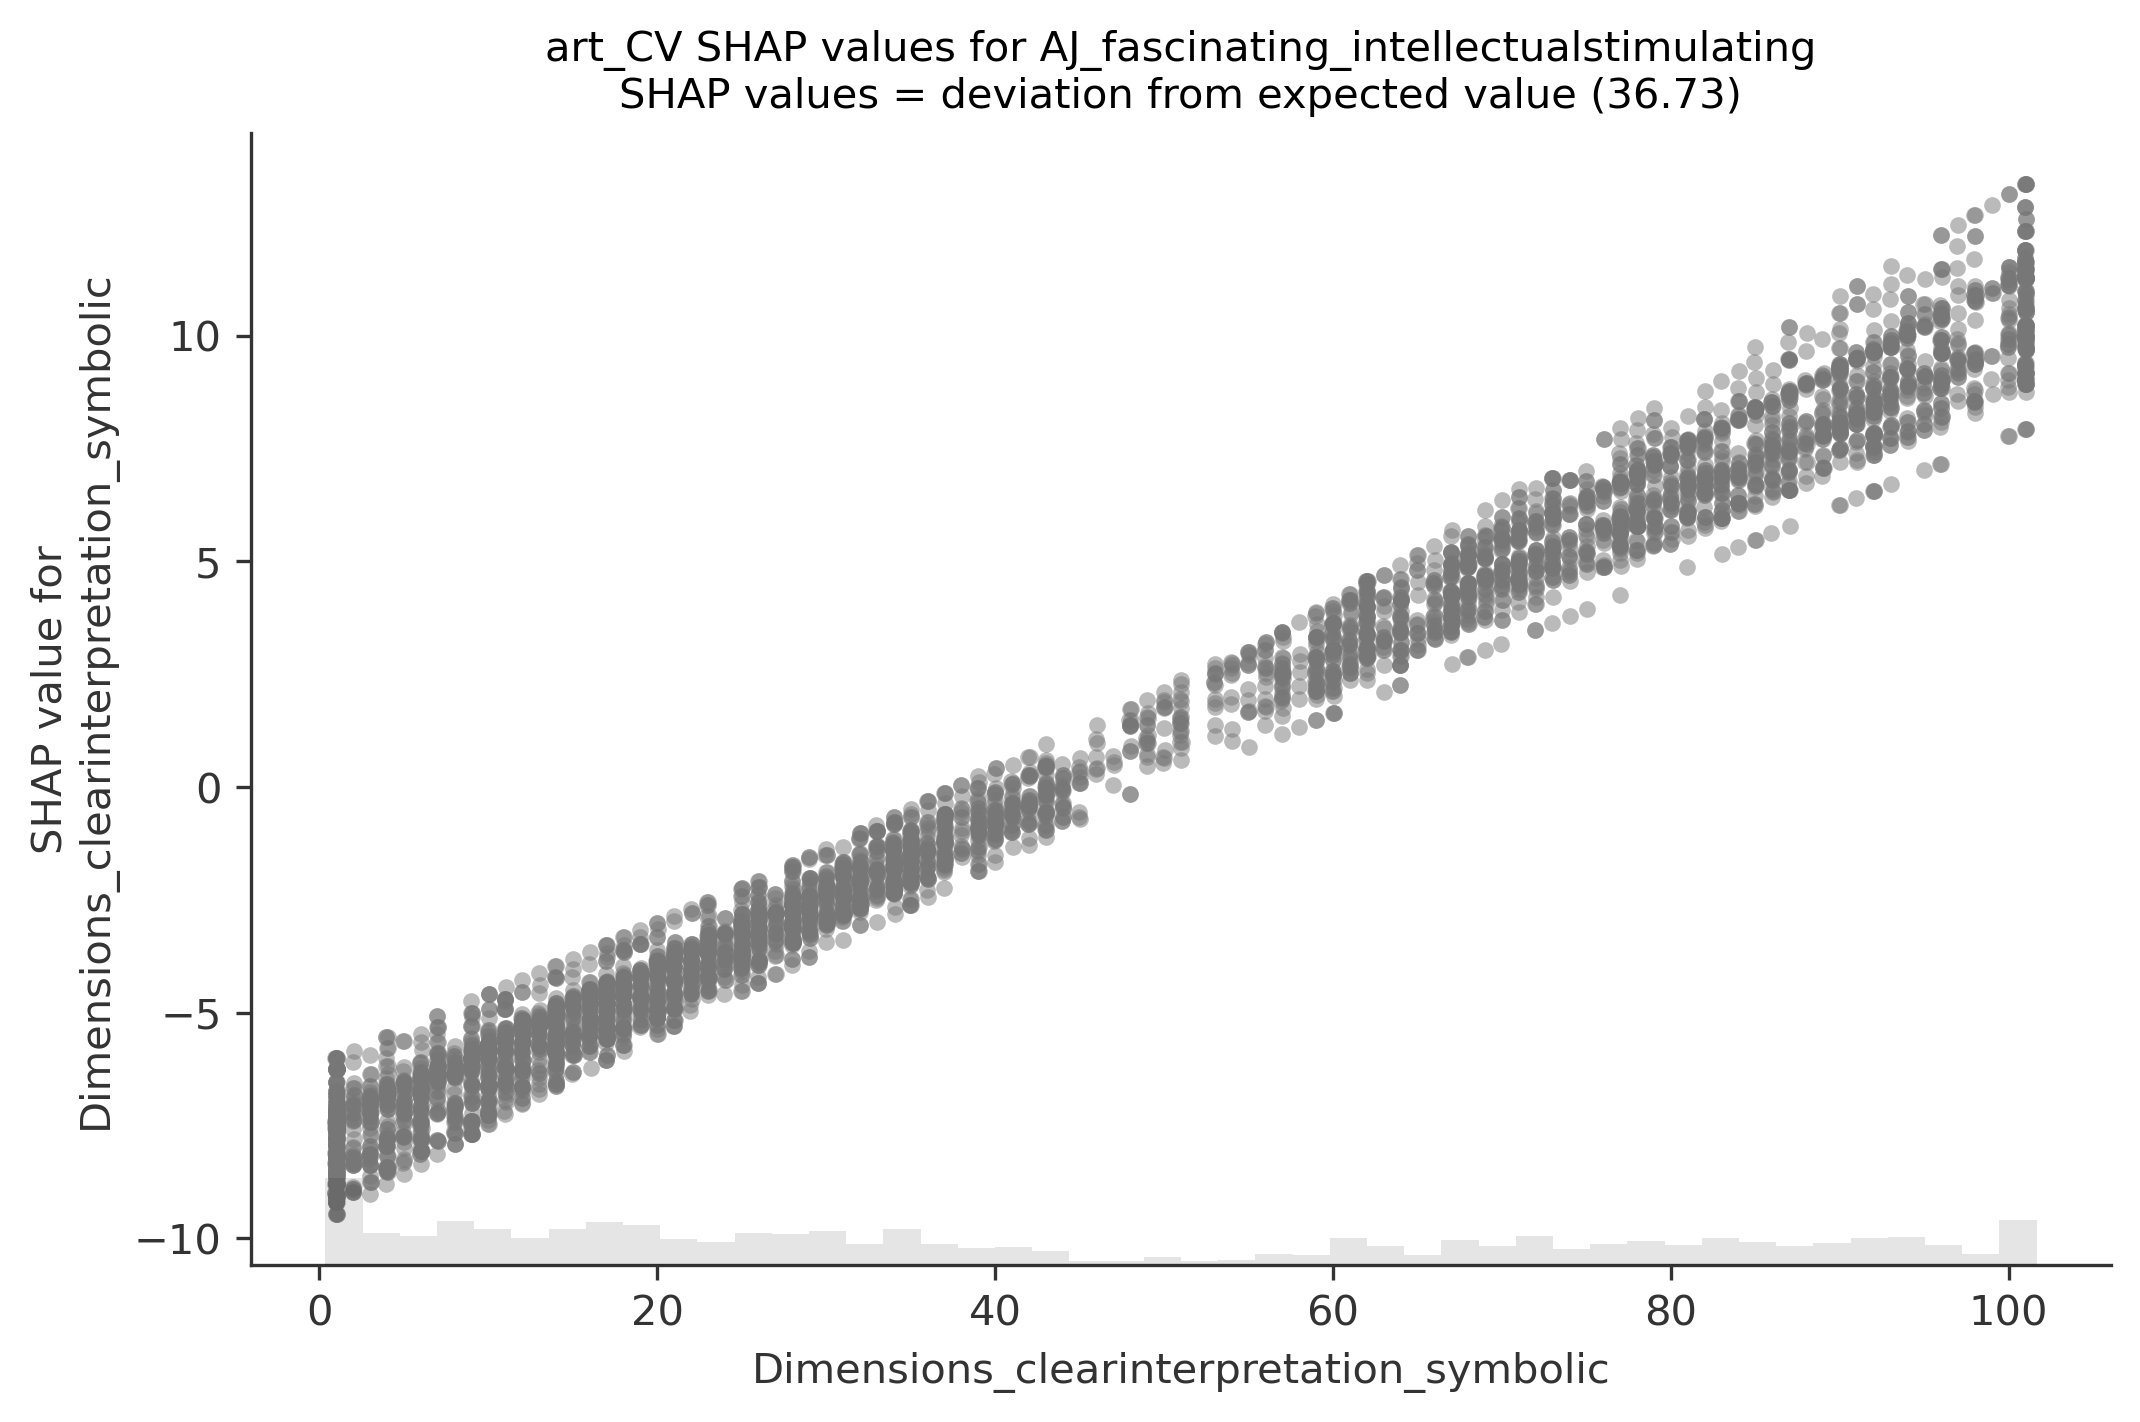 art_CV SHAP values for AJ_fascinating_intellectualstimulating
SHAP values = deviation from expected value (36.73)
SHAP value for
Dimensions_clearinterpretation_symbolic
10
5
0
−5
−10
0
20
40
60
80
100
Dimensions_clearinterpretation_symbolic